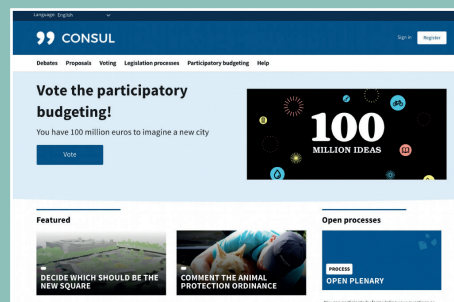 Language: English
CONSUL
Sign in Register
Debates Proposals Voting Legislation processes Participatory budgeting Help
Vote the participatory
budgeting!
You have 100 million euros to imagine a new city
Vote
100
MILLION IDEAS
Featured
DECIDE WHICH SHOULD BE THE
NEW SQUARE
COMMENT THE ANIMAL
PROTECTION ORDINANCE
Open processes
PROCESS
OPEN PLENARY